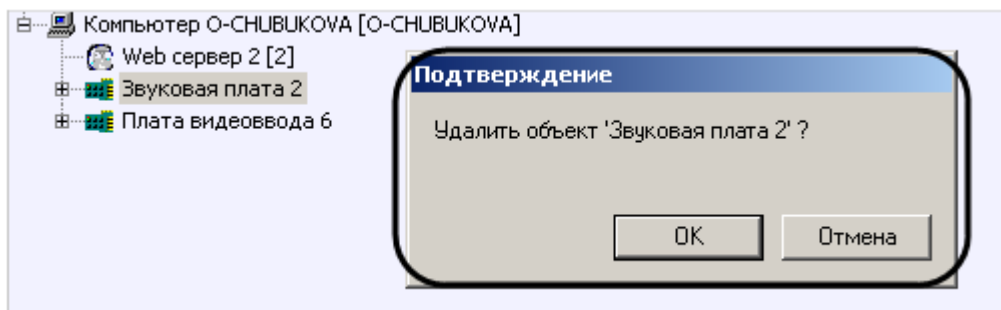 Компьютер O-CHUBUKOVA [O-CHUBUKOVA]
Web сервер 2 [2]
Звуковая плата 2
Плата видеоввода 6
Подтверждение
Удалить объект 'Звуковая плата 2' ?
OK
Отмена